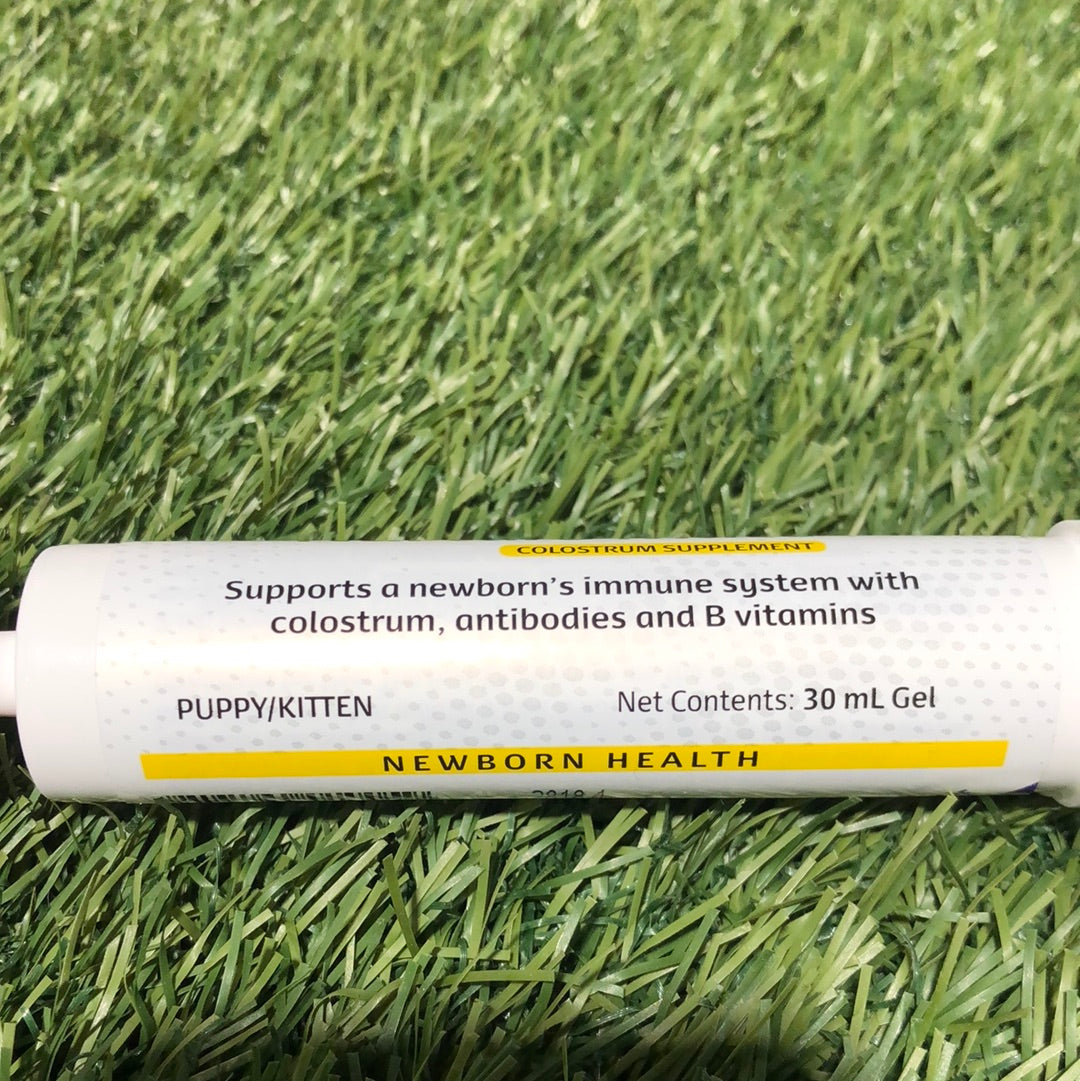 COLOSTRUM SUPPLEMENT
Supports a newborn's immune system with
colostrum, antibodies and B vitamins
PUPPY/KITTEN
Net Contents: 30 mL Gel
NEWBORN HEALTH